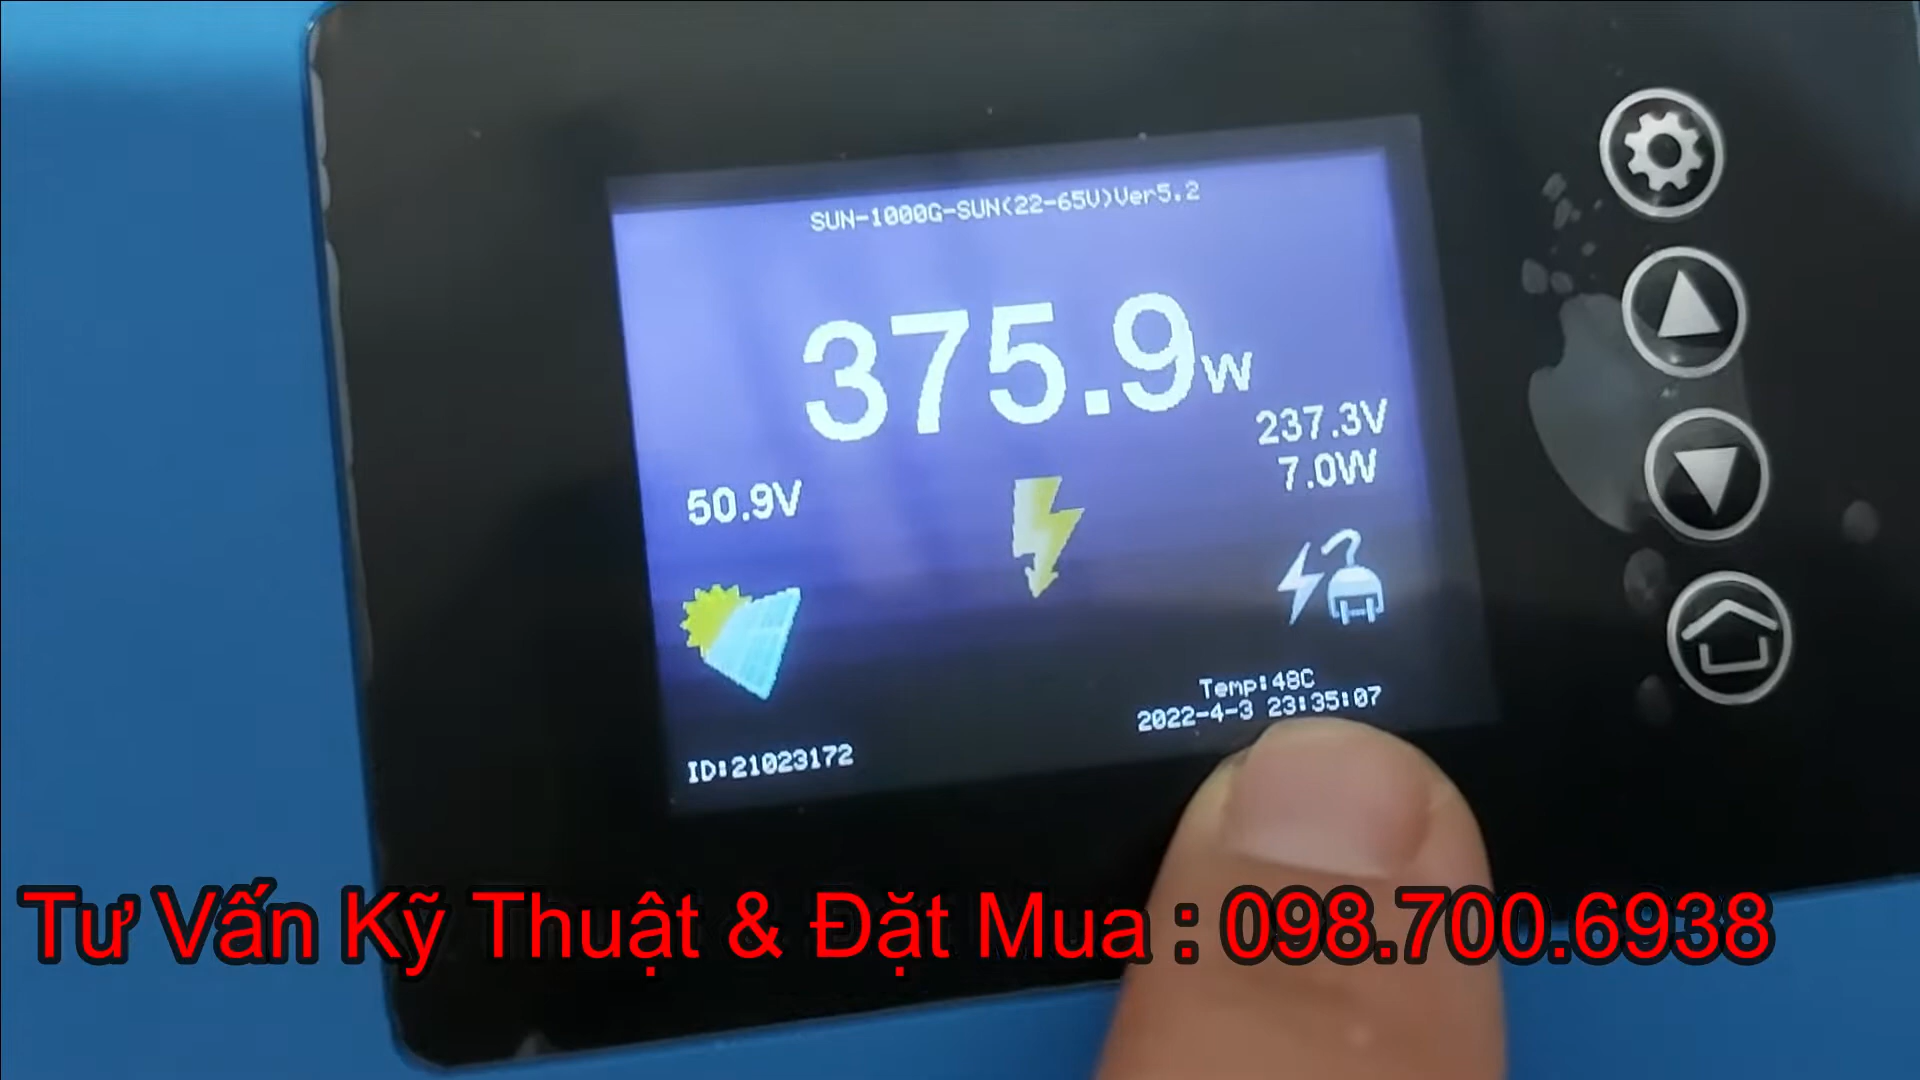 SUN-1000G-SUN(22-65V)Ver5.2
375.9W
237.3V
7.0W
50.9V
Temp:48C
2022-4-3 23:35:07
ID:21023172
Tư Vấn Kỹ Thuật & Đặt Mua : 098.700.6938